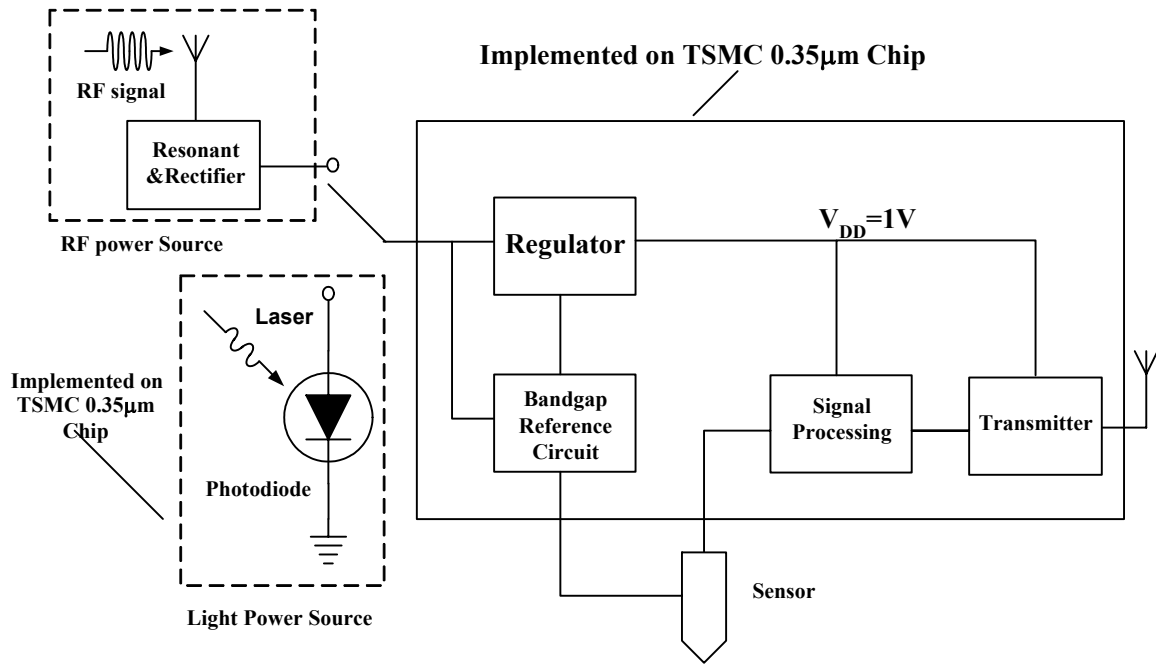 RF signal
Resonant
&Rectifier
RF power Source
Implemented on TSMC 0.35μm Chip
Regulator
V_DD=1V
Laser
Implemented on
TSMC 0.35μm
Chip
Photodiode
Light Power Source
Bandgap
Reference
Circuit
Signal
Processing
Transmitter
Sensor